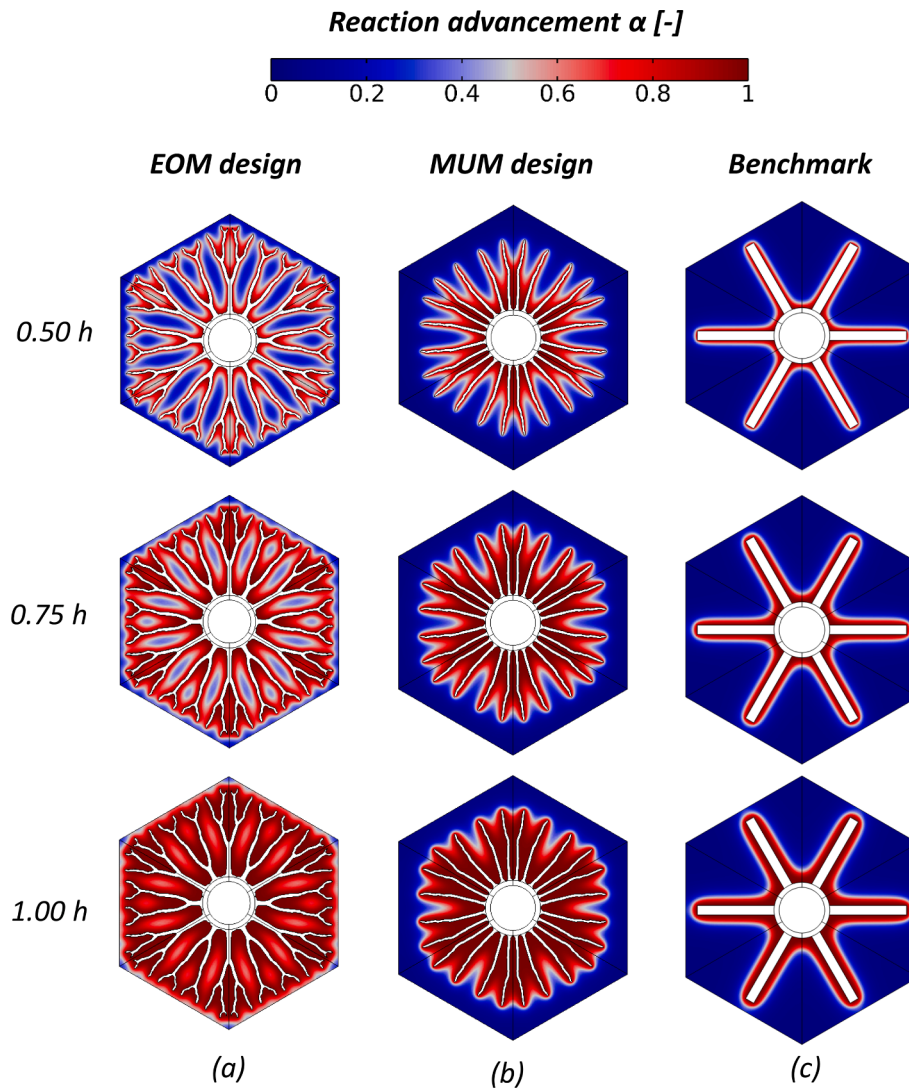 Reaction advancement α [-]
0 0.2 0.4 0.6 0.8 1
EOM design MUM design Benchmark
0.50 h
0.75 h
1.00 h
(a) (b) (c)